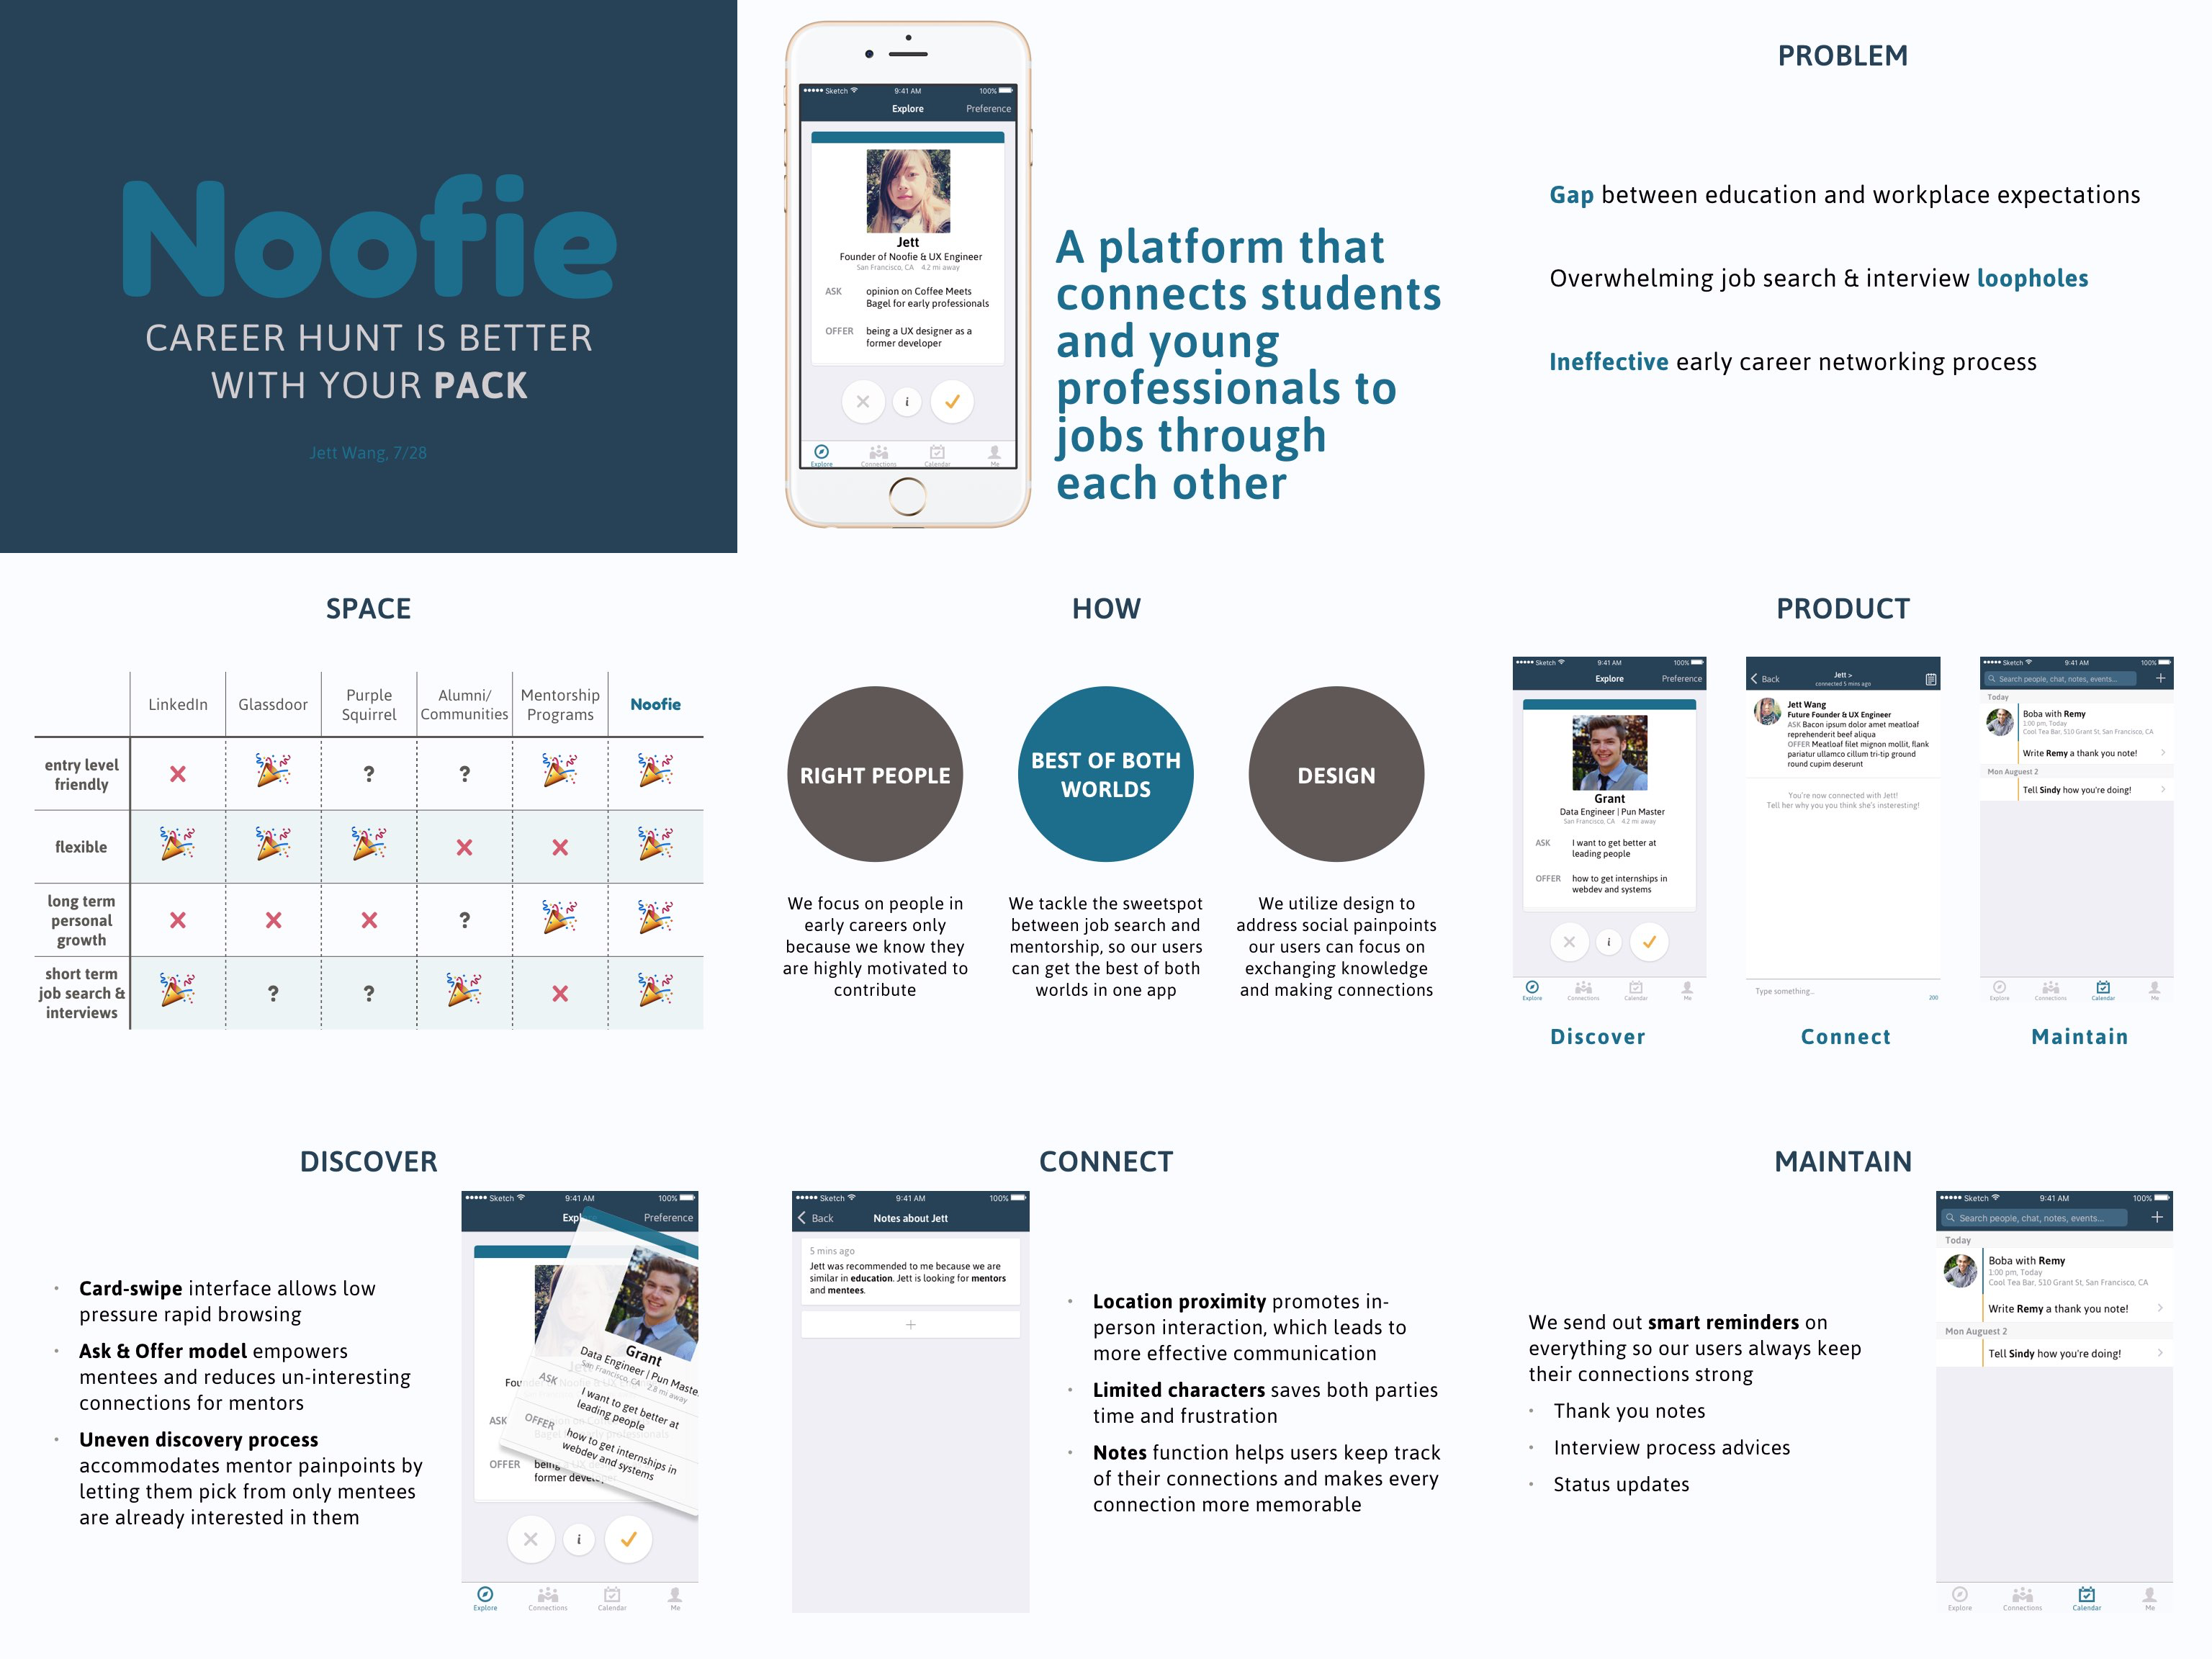 Noofie
CAREER HUNT IS BETTER
WITH YOUR PACK
Jett Wang, 7/28
Sketch 9:41 AM 100%
Explore Preference
Jett
Founder of Noofie & UX Engineer
San Francisco, CA 4.2 mi away
ASK opinion on Coffee Meets
Bagel for early professionals
OFFER being a UX designer as a
former developer
i
Explore Connections Calendar Me
A platform that
connects students
and young
professionals to
jobs through
each other
PROBLEM
Gap between education and workplace expectations
Overwhelming job search & interview loopholes
Ineffective early career networking process
SPACE
LinkedIn Glassdoor Purple Squirrel Alumni/ Communities Mentorship Programs Noofie
entry level
friendly
? ?
flexible
long term
personal
growth
?
short term
job search &
interviews
? ?
HOW
RIGHT PEOPLE
We focus on people in
early careers only
because we know they
are highly motivated to
contribute
BEST OF BOTH
WORLDS
We tackle the sweetspot
between job search and
mentorship, so our users
can get the best of both
worlds in one app
DESIGN
We utilize design to
address social painpoints
our users can focus on
exchanging knowledge
and making connections
PRODUCT
Sketch 9:41 AM 100%
Explore Preference
Grant
Data Engineer | Pun Master
San Francisco, CA 4.2 mi away
ASK I want to get better at
leading people
OFFER how to get internships in
webdev and systems
i
Explore Connections Calendar Me
Discover
Back Jett >
connected 5 mins ago
Jett Wang
Future Founder & UX Engineer
ASK Bacon ipsum dolor amet meatloaf
reprehenderit beef aliqua
OFFER Meatloaf filet mignon mollit, flank
pariatur ullamco cillum tri-tip ground
round cupim deserunt
You're now connected with Jett!
Tell her why you you think she's insteresting!
Type something...
200
Connect
Sketch 9:41 AM 100%
Search people, chat, notes, events...
Today
Boba with Remy
1:00 pm, Today
Cool Tea Bar, 510 Grant St, San Francisco, CA
Write Remy a thank you note!
Mon Auguest 2
Tell Sindy how you're doing!
Explore Connections Calendar Me
Maintain
DISCOVER
Card-swipe interface allows low
pressure rapid browsing
Ask & Offer model empowers
mentees and reduces un-interesting
connections for mentors
Uneven discovery process
accommodates mentor painpoints by
letting them pick from only mentees
are already interested in them
Sketch 9:41 AM 100%
Preference
Grant
Data Engineer | Pun Maste
San Francisco, CA 2.8 mi away
ASK I want to get better at
leading people
OFFER how to get internships in
webdev and systems
ASK
OFFER
former
i
Explore Connections Calendar Me
CONNECT
Sketch 9:41 AM 100%
Back Notes about Jett
5 mins ago
Jett was recommended to me because we are
similar in education. Jett is looking for mentors
and mentees.
Location proximity promotes in-
person interaction, which leads to
more effective communication
Limited characters saves both parties
time and frustration
Notes function helps users keep track
of their connections and makes every
connection more memorable
MAINTAIN
We send out smart reminders on
everything so our users always keep
their connections strong
Thank you notes
Interview process advices
Status updates
Sketch 9:41 AM 100%
Search people, chat, notes, events...
Today
Boba with Remy
1:00 pm, Today
Cool Tea Bar, 510 Grant St, San Francisco, CA
Write Remy a thank you note!
Mon August 2
Tell Sindy how you're doing!
Explore Connections Calendar Me